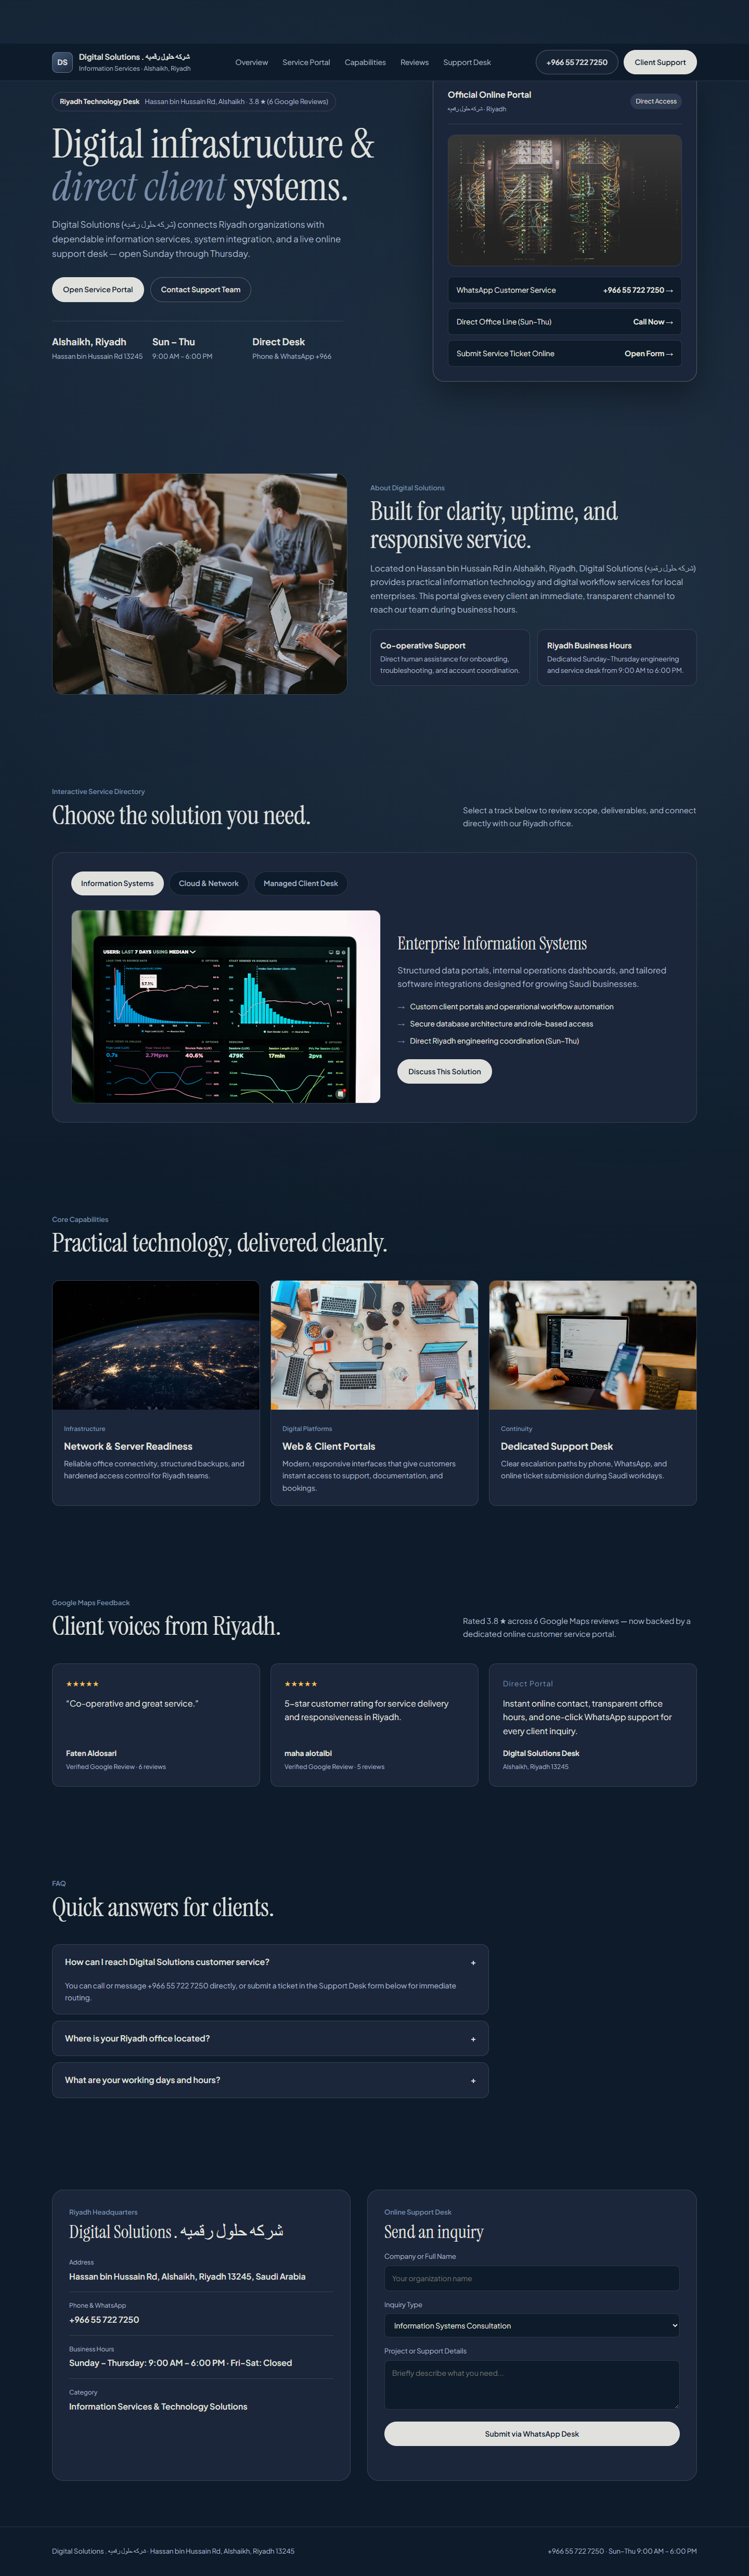 DS
Digital Solutions . شركه حلول رقميه
Information Services · Alshaikh, Riyadh
Overview
Service Portal
Capabilities
Reviews
Support Desk
+966 55 722 7250
Client Support
Riyadh Technology Desk Hassan bin Hussain Rd, Alshaikh · 3.8 ★ (6 Google Reviews)
Digital infrastructure &
direct client systems.
Digital Solutions (شركه حلول رقميه) connects Riyadh organizations with
dependable information services, system integration, and a live online
support desk — open Sunday through Thursday.
Open Service Portal
Contact Support Team
Alshaikh, Riyadh
Hassan bin Hussain Rd 13245
Sun – Thu
9:00 AM – 6:00 PM
Direct Desk
Phone & WhatsApp +966
Official Online Portal
شركه حلول رقميه · Riyadh
Direct Access
WhatsApp Customer Service
+966 55 722 7250 →
Direct Office Line (Sun–Thu)
Call Now →
Submit Service Ticket Online
Open Form →
About Digital Solutions
Built for clarity, uptime, and
responsive service.
Located on Hassan bin Hussain Rd in Alshaikh, Riyadh, Digital Solutions (شركه حلول رقميه)
provides practical information technology and digital workflow services for local
enterprises. This portal gives every client an immediate, transparent channel to
reach our team during business hours.
Co-operative Support
Direct human assistance for onboarding,
troubleshooting, and account coordination.
Riyadh Business Hours
Dedicated Sunday–Thursday engineering
and service desk from 9:00 AM to 6:00 PM.
Interactive Service Directory
Choose the solution you need.
Select a track below to review scope, deliverables, and connect
directly with our Riyadh office.
Information Systems
Cloud & Network
Managed Client Desk
USERS: LAST 7 DAYS USING MEDIAN
OPTIONS
OPTIONS
57.1%
0.7s
2.7Mpvs
40.6%
479K
17min
2pvs
Enterprise Information Systems
Structured data portals, internal operations dashboards, and tailored
software integrations designed for growing Saudi businesses.
→ Custom client portals and operational workflow automation
→ Secure database architecture and role-based access
→ Direct Riyadh engineering coordination (Sun–Thu)
Discuss This Solution
Core Capabilities
Practical technology, delivered cleanly.
Infrastructure
Network & Server Readiness
Reliable office connectivity, structured backups, and
hardened access control for Riyadh teams.
Digital Platforms
Web & Client Portals
Modern, responsive interfaces that give customers
instant access to support, documentation, and
bookings.
Continuity
Dedicated Support Desk
Clear escalation paths by phone, WhatsApp, and
online ticket submission during Saudi workdays.
Google Maps Feedback
Client voices from Riyadh.
Rated 3.8 ★ across 6 Google Maps reviews — now backed by a
dedicated online customer service portal.
★★★★★
"Co-operative and great service."
Faten Aldosari
Verified Google Review · 6 reviews
★★★★★
5-star customer rating for service delivery
and responsiveness in Riyadh.
maha alotaibi
Verified Google Review · 5 reviews
Direct Portal
Instant online contact, transparent office
hours, and one-click WhatsApp support for
every client inquiry.
Digital Solutions Desk
Alshaikh, Riyadh 13245
FAQ
Quick answers for clients.
How can I reach Digital Solutions customer service?
+
You can call or message +966 55 722 7250 directly, or submit a ticket in the Support Desk form below for immediate
routing.
Where is your Riyadh office located?
+
What are your working days and hours?
+
Riyadh Headquarters
Digital Solutions . شركه حلول رقميه
Address
Hassan bin Hussain Rd, Alshaikh, Riyadh 13245, Saudi Arabia
Phone & WhatsApp
+966 55 722 7250
Business Hours
Sunday – Thursday: 9:00 AM – 6:00 PM · Fri–Sat: Closed
Category
Information Services & Technology Solutions
Online Support Desk
Send an inquiry
Company or Full Name
Your organization name
Inquiry Type
Information Systems Consultation
Project or Support Details
Briefly describe what you need...
Submit via WhatsApp Desk
Digital Solutions . شركه حلول رقميه · Hassan bin Hussain Rd, Alshaikh, Riyadh 13245
+966 55 722 7250 · Sun–Thu 9:00 AM – 6:00 PM